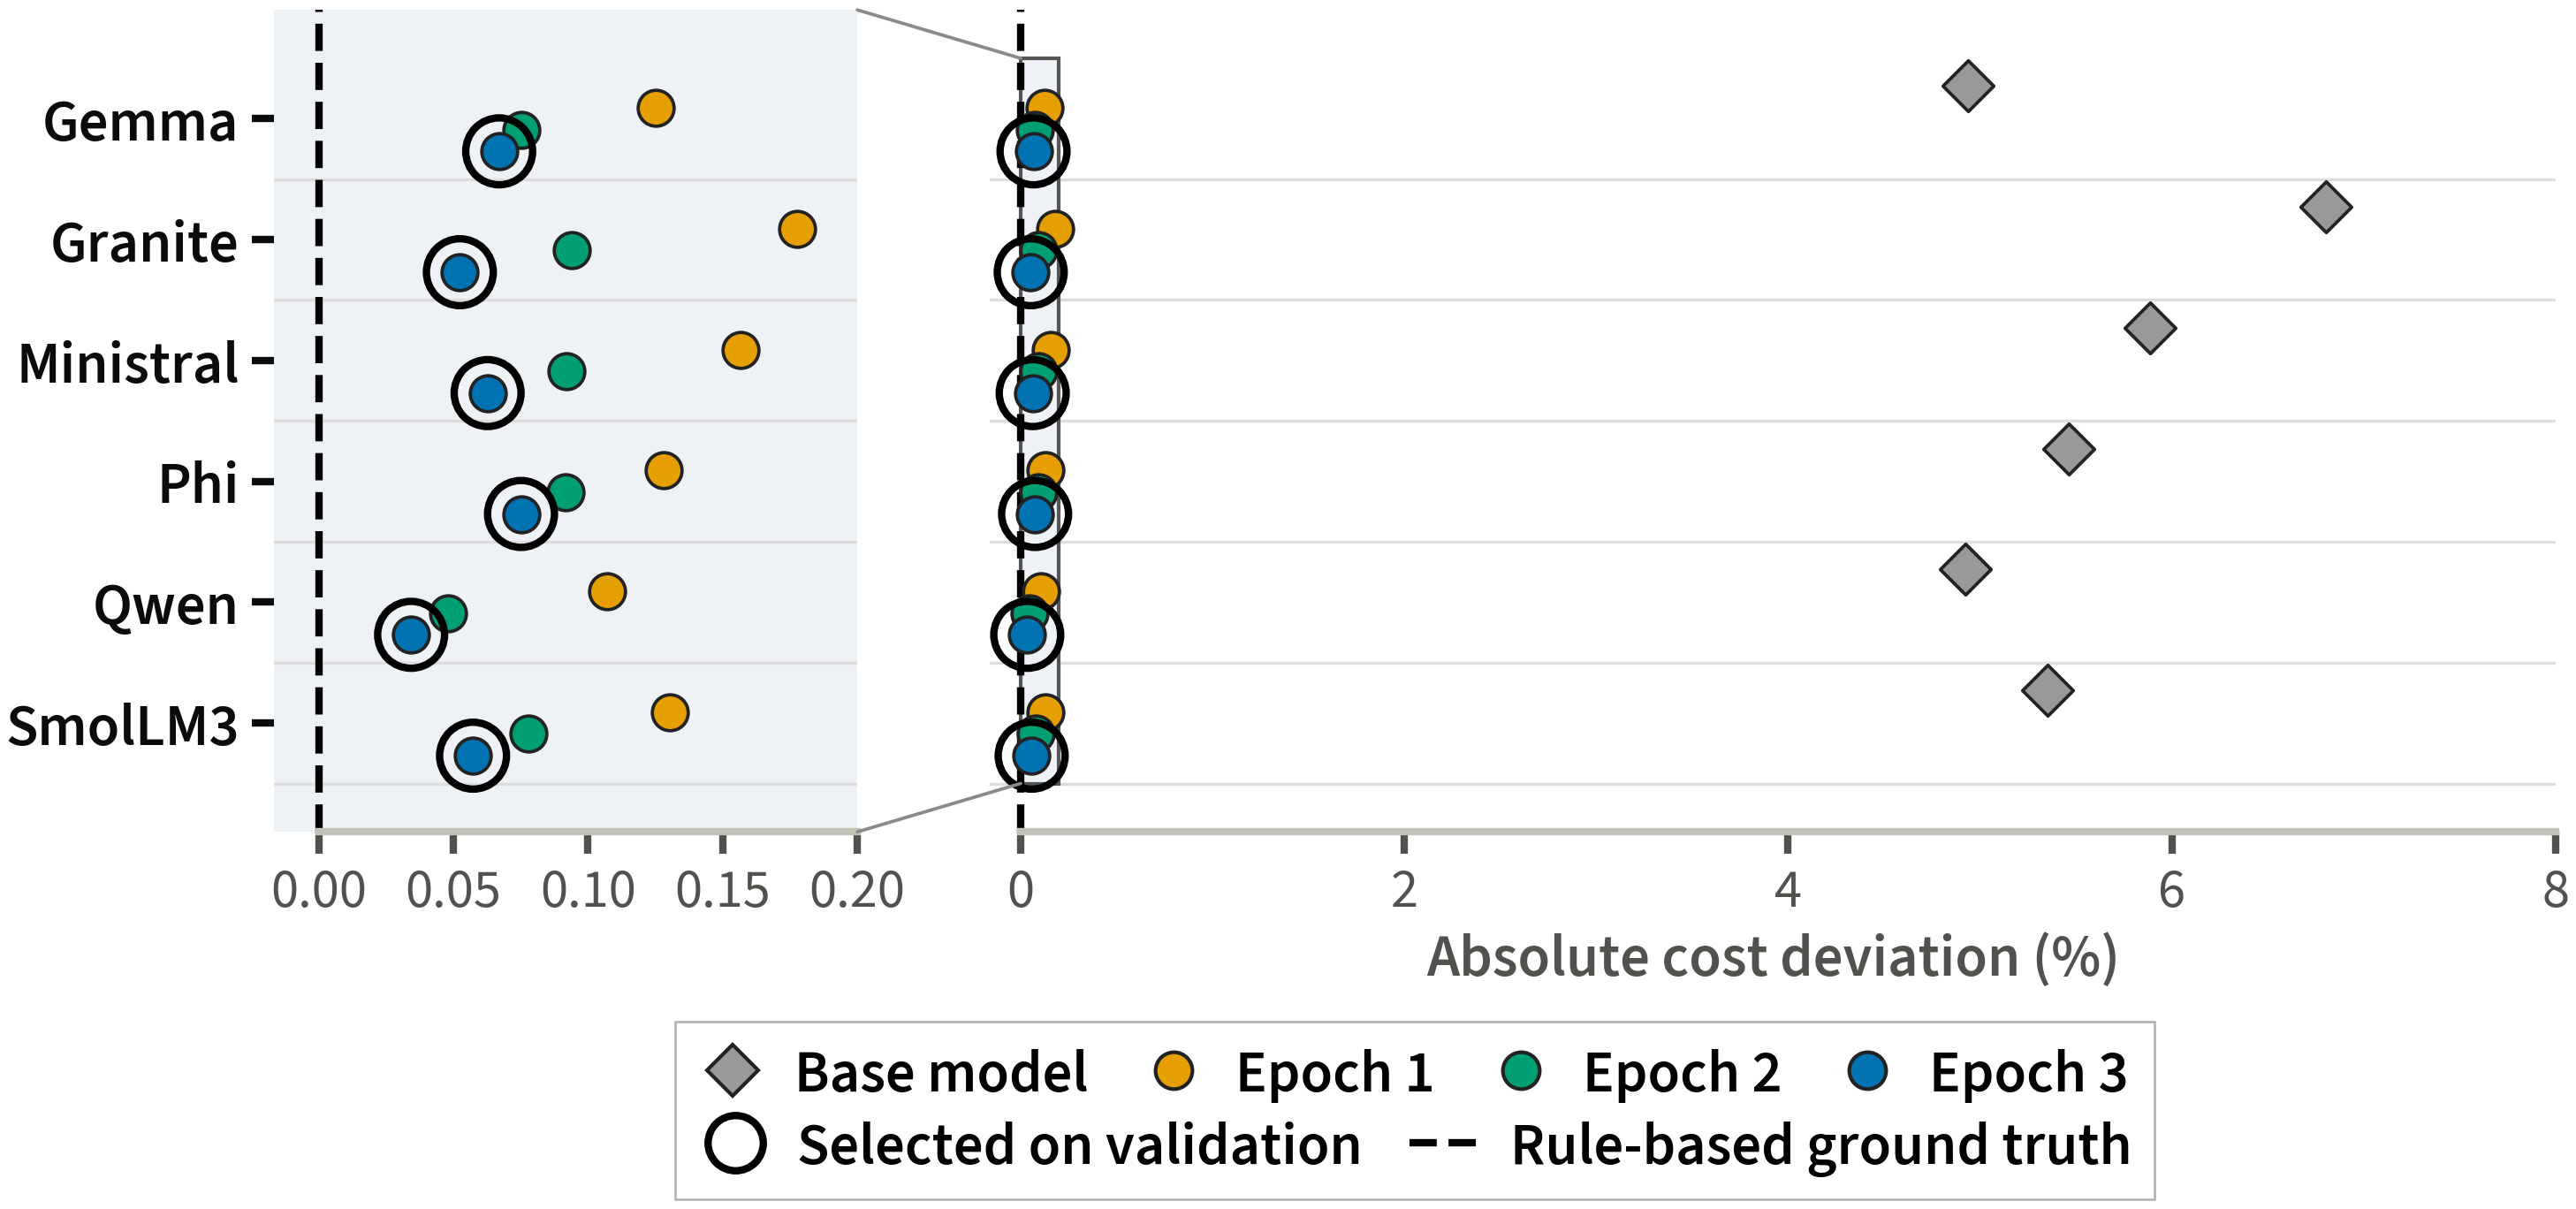 Gemma
Granite
Ministral
Phi
Qwen
SmolLM3
0.00 0.05 0.10 0.15 0.20 0 2 4 6 8
Absolute cost deviation (%)
Base model Epoch 1 Epoch 2 Epoch 3
Selected on validation Rule-based ground truth